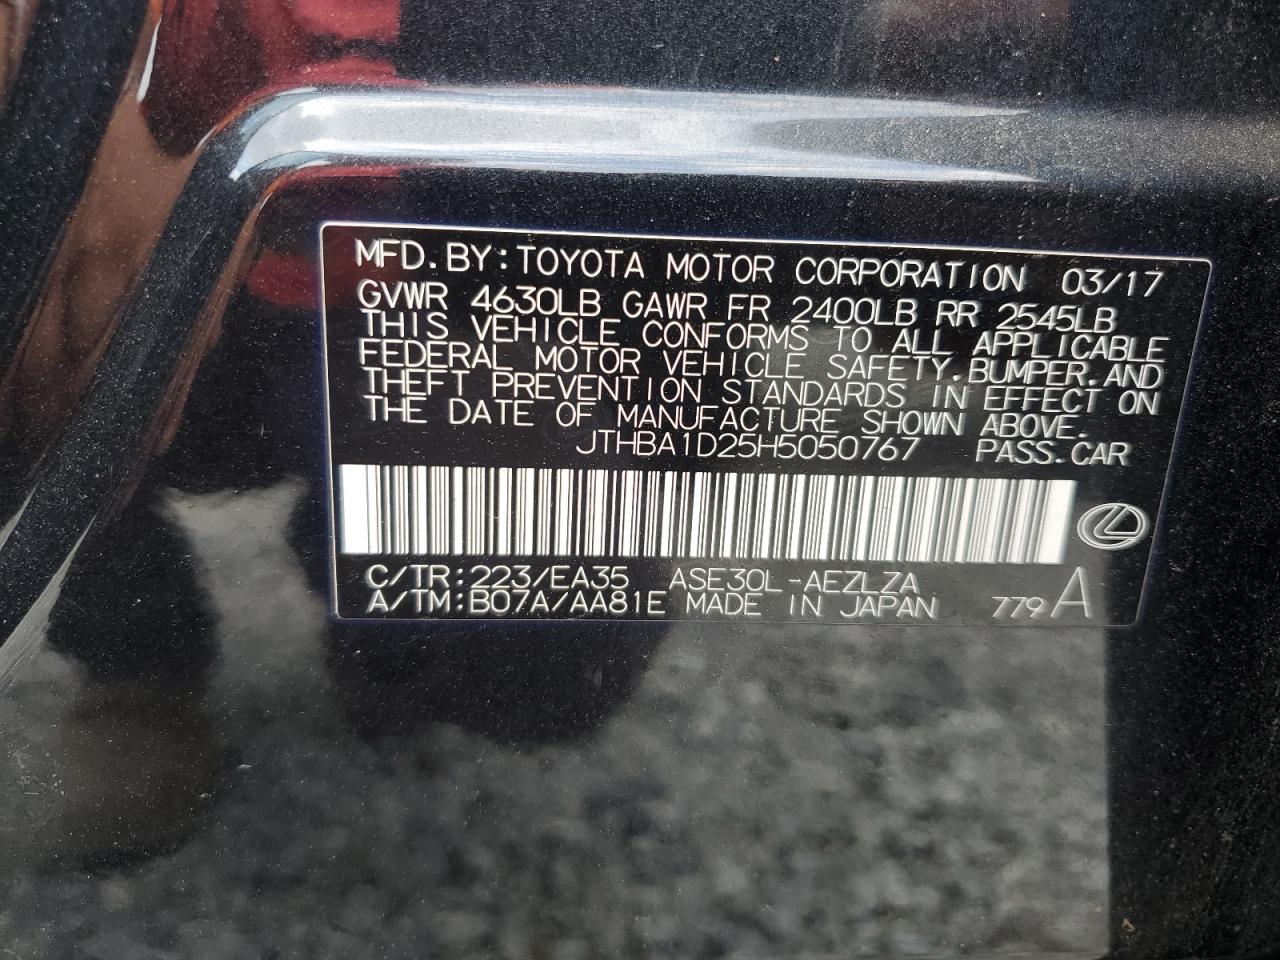 MFD. BY: TOYOTA MOTOR CORPORATION 03/17
GVWR 4630LB GAWR FR 2400LB RR 2545LB
THIS VEHICLE CONFORMS TO ALL APPLICABLE
FEDERAL MOTOR VEHICLE SAFETY, BUMPER, AND
THEFT PREVENTION STANDARDS IN EFFECT ON
THE DATE OF MANUFACTURE SHOWN ABOVE.
JTHBA1D25H5050767 PASS. CAR
C/TR: 223/EA35 ASE30L-AEZLZA
A/TM: B07A/AA81E MADE IN JAPAN 779 A